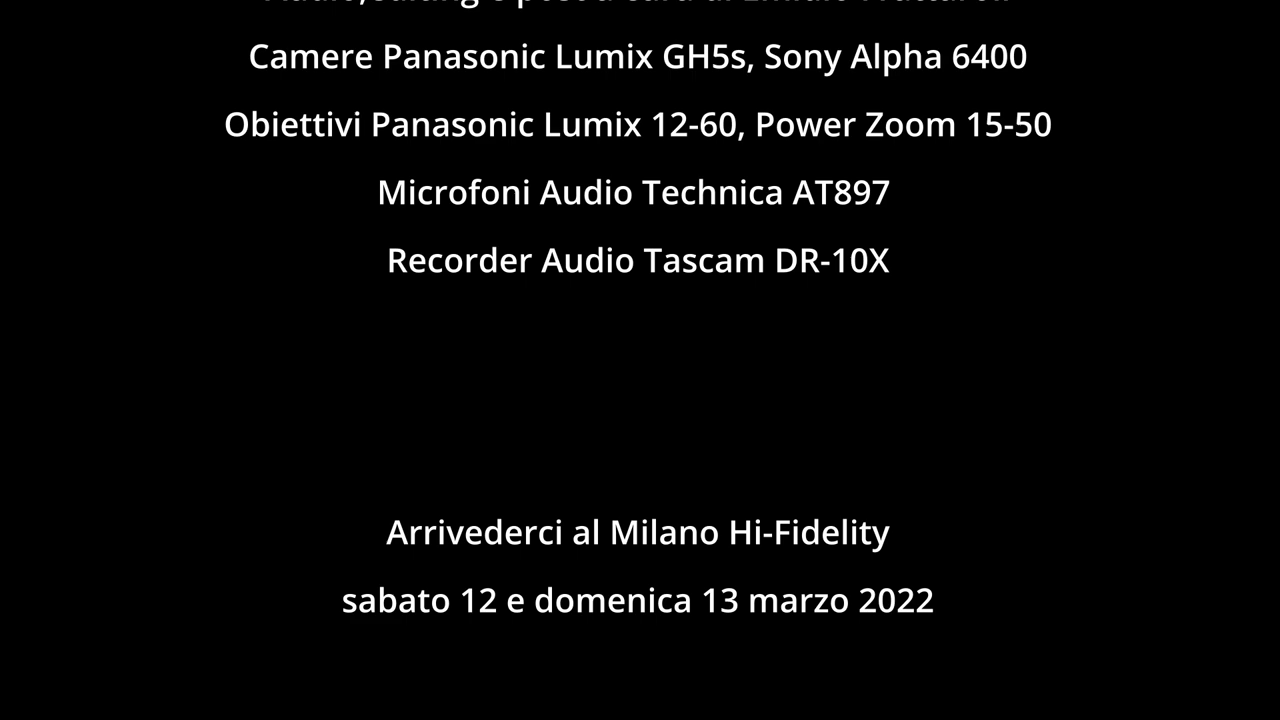 Camere Panasonic Lumix GH5s, Sony Alpha 6400
Obiettivi Panasonic Lumix 12-60, Power Zoom 15-50
Microfoni Audio Technica AT897
Recorder Audio Tascam DR-10X
Arrivederci al Milano Hi-Fidelity
sabato 12 e domenica 13 marzo 2022